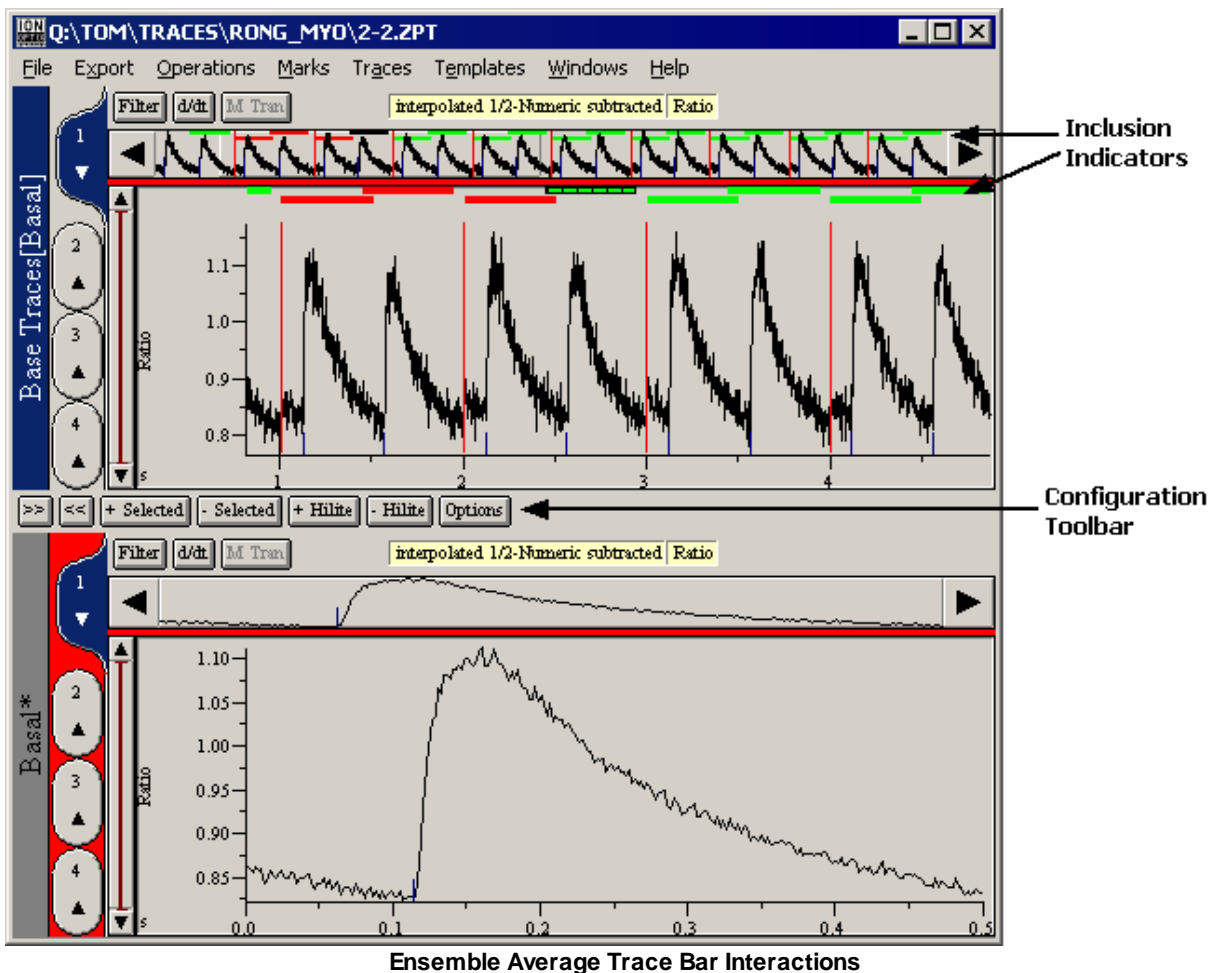 ION OPTIX Q:\TOM\TRACES\RONG_MYO\2-2.ZPT
File Export Operations Marks Traces Templates Windows Help
Filter d/dt M Tran interpolated 1/2-Numeric subtracted Ratio
Inclusion
Indicators
Base Traces[Basal]
1
2
3
4
Ratio
1.1
1.0
0.9
0.8
s
1 2 3 4
>> << + Selected - Selected + Hilite - Hilite Options
Configuration
Toolbar
Filter d/dt M Tran interpolated 1/2-Numeric subtracted Ratio
Basal*
1
2
3
4
Ratio
1.10
1.05
1.00
0.95
0.90
0.85
s
0.0 0.1 0.2 0.3 0.4 0.5
Ensemble Average Trace Bar Interactions